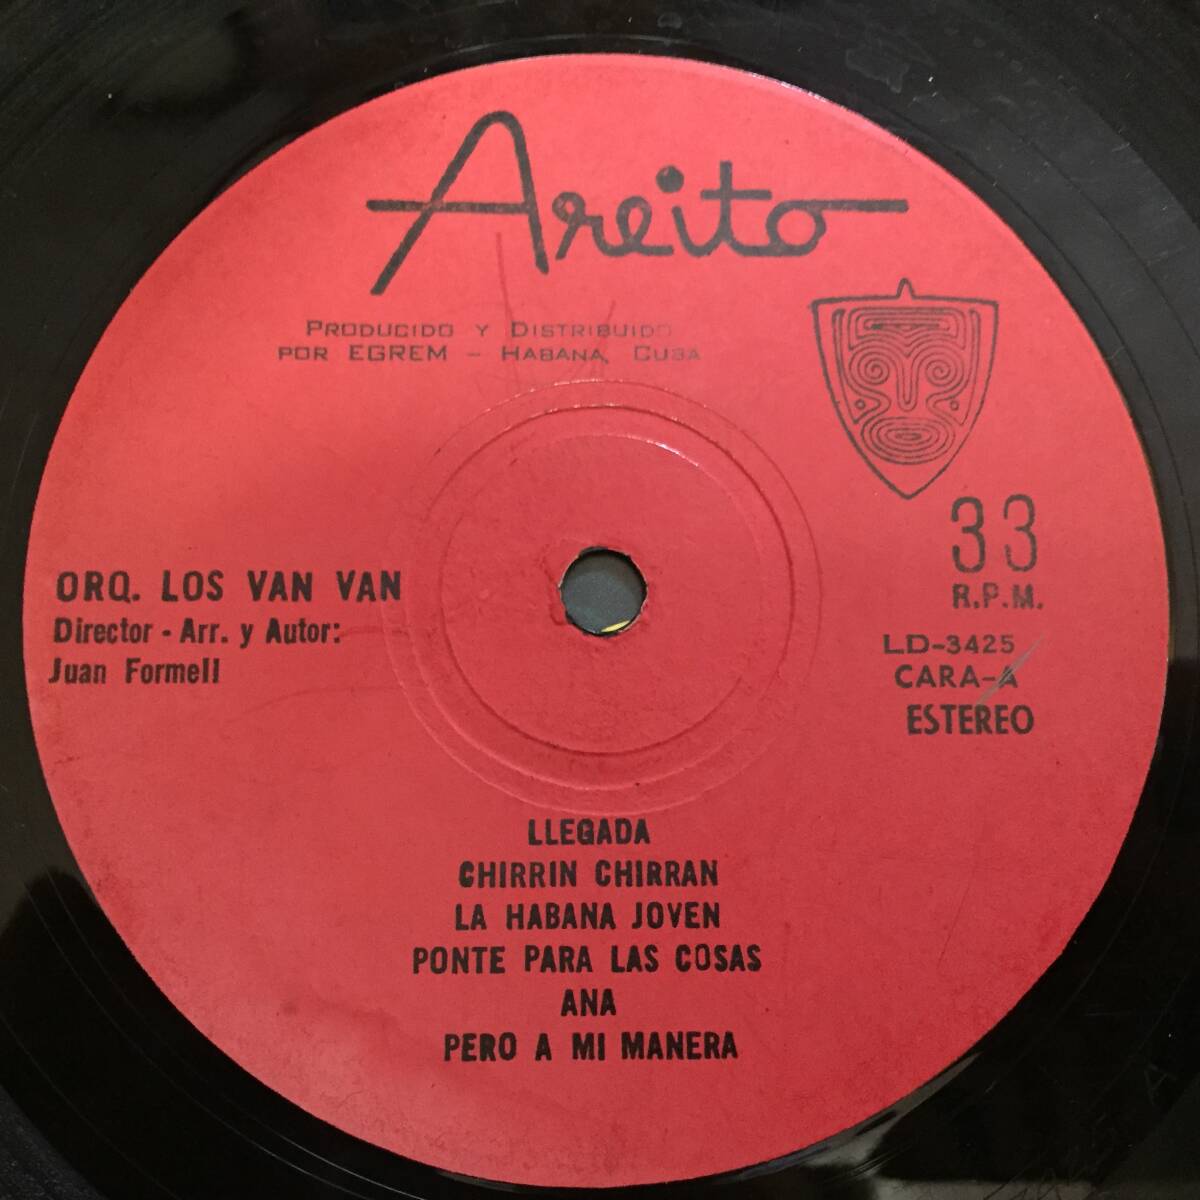 Areito
PRODUCIDO Y DISTRIBUIDO
POR EGREM - HABANA, CUBA
33
R.P.M.
ORQ. LOS VAN VAN
Director - Arr. y Autor:
Juan Formell
LD-3425
CARA-A
ESTEREO
LLEGADA
CHIRRIN CHIRRAN
LA HABANA JOVEN
PONTE PARA LAS COSAS
ANA
PERO A MI MANERA